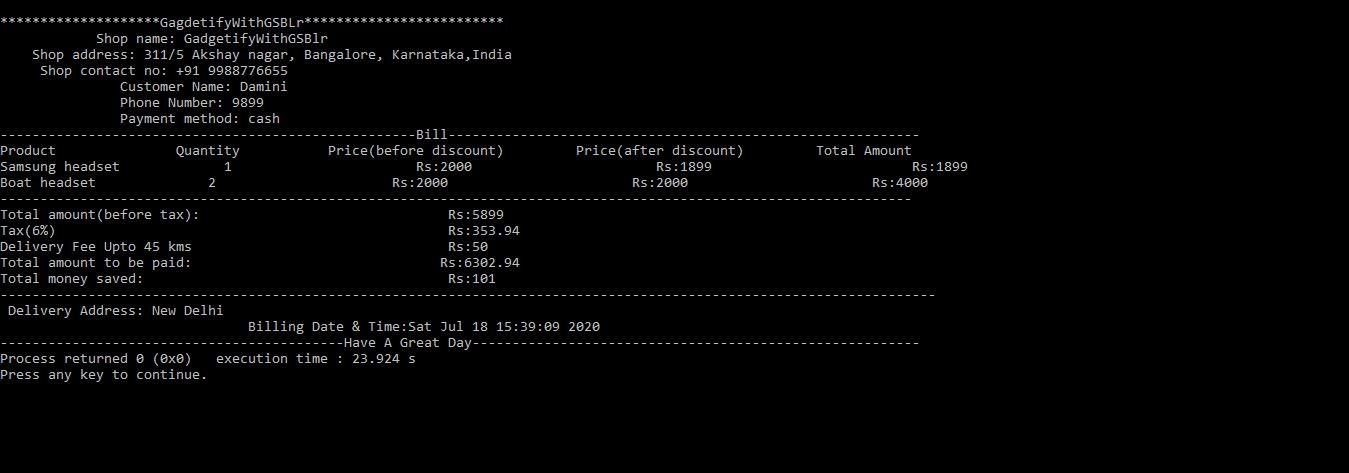 ********************GagdetifyWithGSBLr*************************
Shop name: GadgetifyWithGSBlr
Shop address: 311/5 Akshay nagar, Bangalore, Karnataka,India
Shop contact no: +91 9988776655
Customer Name: Damini
Phone Number: 9899
Payment method: cash
----------------------------------------------------Bill-----------------------------------------------------------
Product Quantity Price(before discount) Price(after discount) Total Amount
Samsung headset 1 Rs:2000 Rs:1899 Rs:1899
Boat headset 2 Rs:2000 Rs:2000 Rs:4000
------------------------------------------------------------------------------------------------------------------
Total amount(before tax): Rs:5899
Tax(6%) Rs:353.94
Delivery Fee Upto 45 kms Rs:50
Total amount to be paid: Rs:6302.94
Total money saved: Rs:101
---------------------------------------------------------------------------------------------------------------------
Delivery Address: New Delhi
Billing Date & Time:Sat Jul 18 15:39:09 2020
-------------------------------------------Have A Great Day--------------------------------------------------------
Process returned 0 (0x0) execution time : 23.924 s
Press any key to continue.